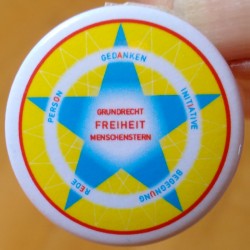 GEDANKEN
INITIATIVE
BEGEGNUNG
REDE
PERSON
GRUNDRECHT
FREIHEIT
MENSCHENSTERN